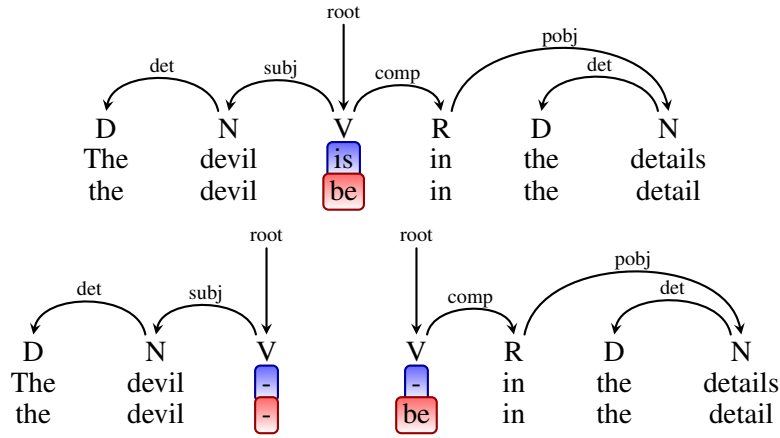 root
pobj
det subj comp det
D N V R D N
The devil is in the details
the devil be in the detail
root root
pobj
det subj comp det
D N V V R D N
The devil - - in the details
the devil - be in the detail